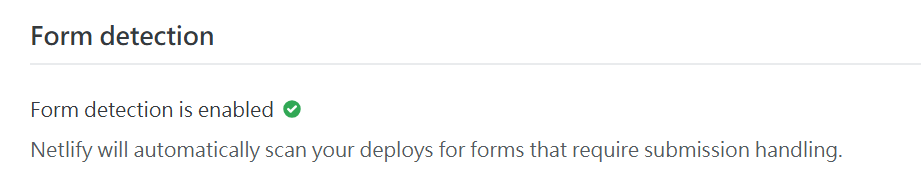 Form detection
Form detection is enabled
Netlify will automatically scan your deploys for forms that require submission handling.